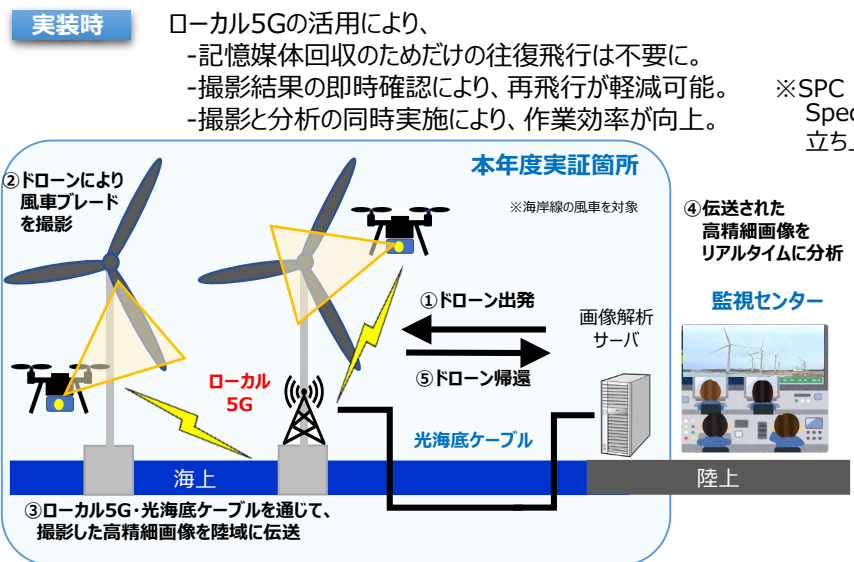 実装時
ローカル5Gの活用により、
-記憶媒体回収のためだけの往復飛行は不要に。
-撮影結果の即時確認により、再飛行が軽減可能。
-撮影と分析の同時実施により、作業効率が向上。
※SPC
Spec
立ち上
本年度実証箇所
※海岸線の風車を対象
②ドローンにより
風車ブレード
を撮影
④伝送された
高精細画像を
リアルタイムに分析
①ドローン出発
画像解析
サーバ
監視センター
⑤ドローン帰還
ローカル
5G
光海底ケーブル
海上
陸上
③ローカル5G・光海底ケーブルを通じて、
撮影した高精細画像を陸域に伝送